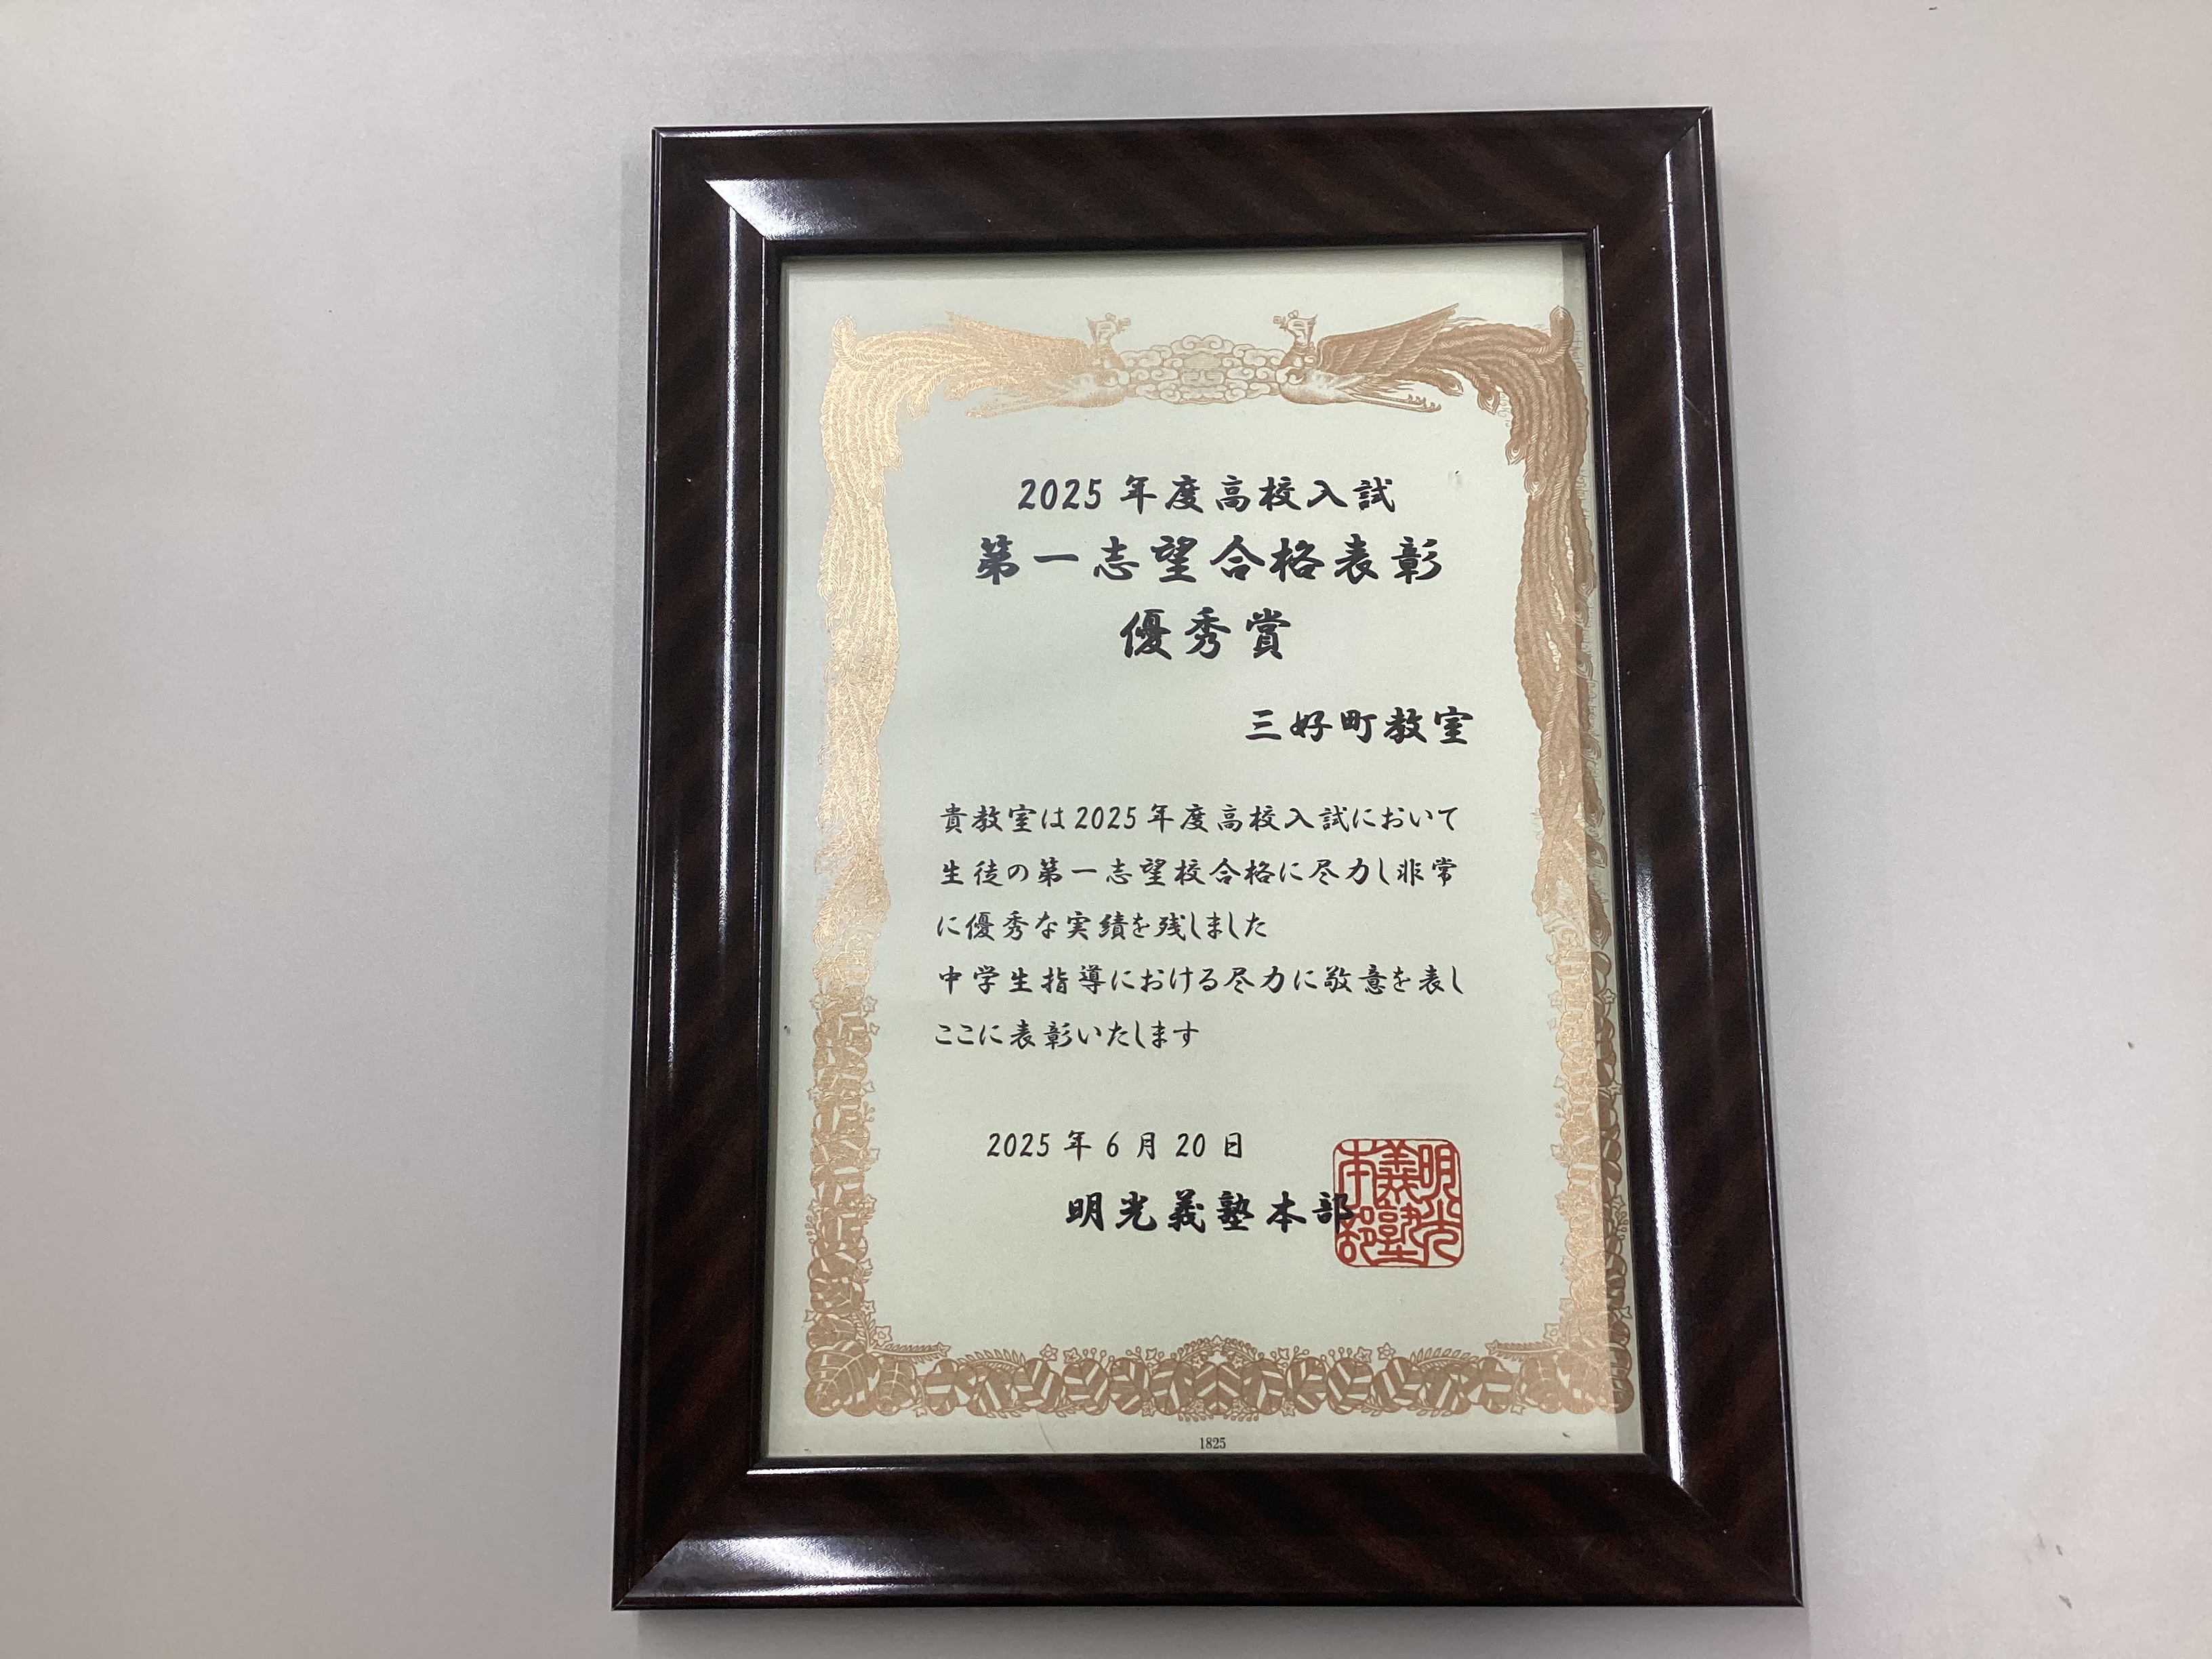 2025年度高校入試
第一志望合格表彰
優秀賞
三好町教室
貴教室は2025年度高校入試において
生徒の第一志望校合格に尽力し非常
に優秀な実績を残しました
中学生指導における尽力に敬意を表し
ここに表彰いたします
2025年6月20日
明光義塾本部
明光義塾本部
1825